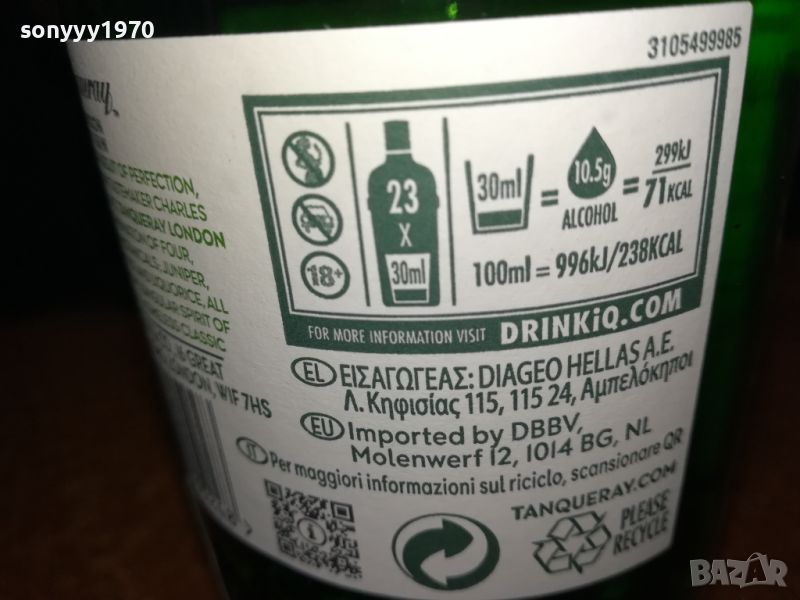 sonyyy1970
3105499985
OF PERFECTION,
CHARLES
TANQUERAY LONDON
OF FOUR,
JUNIPER,
LIQUORICE, ALL
SPIRIT OF
CLASSIC
16 GREAT
LONDON, W1F 7HS
18+
23
X
30ml
30ml = 10.5g = 299kJ
ALCOHOL 71KCAL
100ml = 996kJ/238KCAL
FOR MORE INFORMATION VISIT DRINKiQ.COM
EL ΕΙΣΑΓΩΓΕΑΣ: DIAGEO HELLAS A.E.
Λ. Κηφισίας 115, 115 24, Αμπελόκηποι
EU Imported by DBBV,
Molenwerf 12, 1014 BG, NL
IT Per maggiori informazioni sul riciclo, scansionare QR
TANQUERAY.COM
PLEASE
RECYCLE
BAZAR